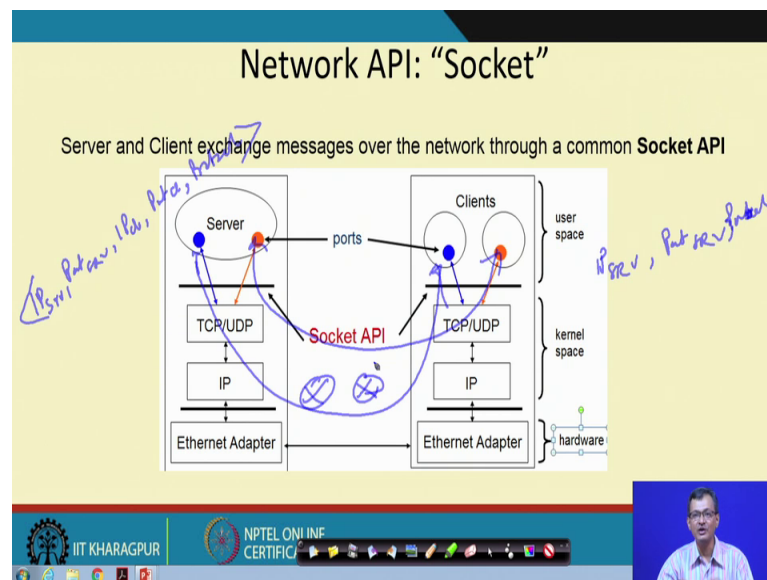 Network API: “Socket”
Server and Client exchange messages over the network through a common Socket API
Server
ports
Clients
user
space
TCP/UDP
Socket API
TCP/UDP
kernel
space
IP
IP
Ethernet Adapter
Ethernet Adapter
hardware
IIT KHARAGPUR
NPTEL ONLINE
CERTIFICA